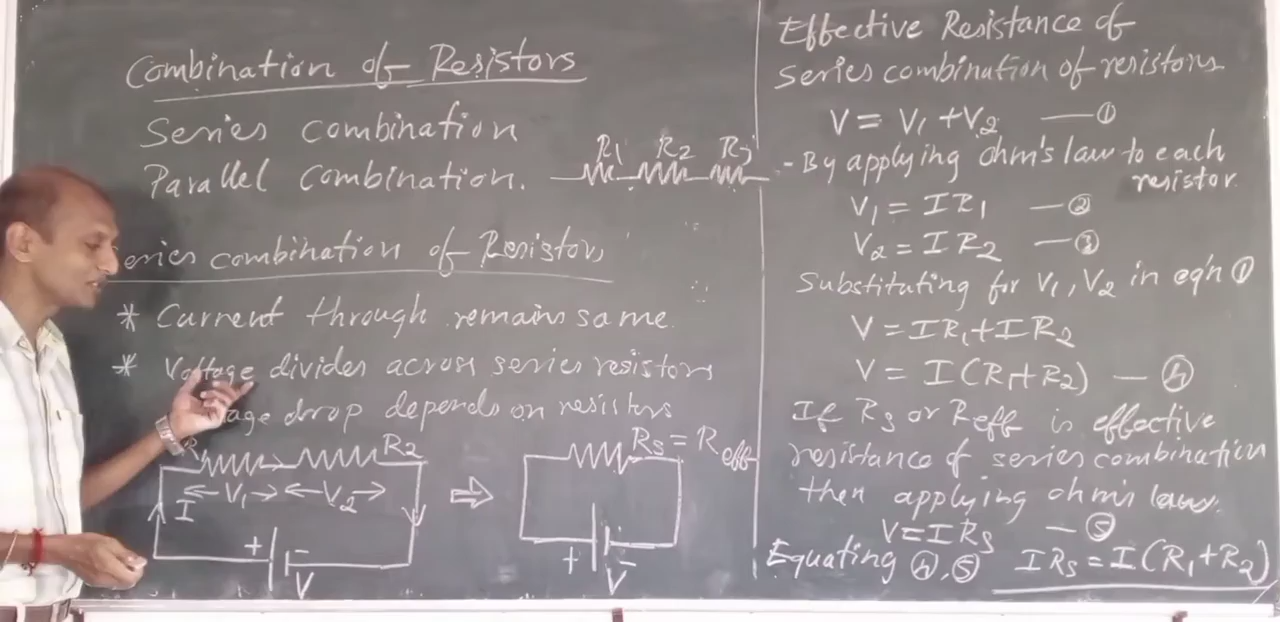 Combination of Resistors
Series combination
Parallel Combination.
R1 R2 R3
eries combination of Resistors
* Current through remains same.
* Voltage divides across series resistors
age drop depends on resistors
R R2
I V1 V2
+ - V
Rs = Reff
+ - V
Effective Resistance of
series combination of resistors
V = V1 + V2 — ①
- By applying ohm's law to each
resistor.
V1 = IR1 — ②
V2 = IR2 — ③
Substituting for V1, V2 in eq'n ①
V = IR1 + IR2
V = I(R1+R2) — ④
If Rs or Reff is effective
resistance of series combination
then applying ohm's law.
V = IRs — ⑤
Equating ④, ⑤ IRs = I(R1+R2)